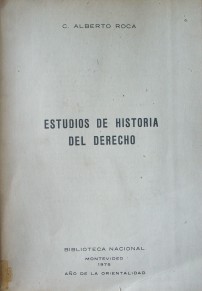 C. ALBERTO ROCA
ESTUDIOS DE HISTORIA
DEL DERECHO
BIBLIOTECA NACIONAL
MONTEVIDEO
1975
AÑO DE LA ORIENTALIDAD